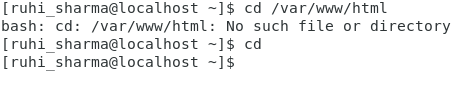 [ruhi_sharma@localhost ~]$ cd /var/www/html
bash: cd: /var/www/html: No such file or directory
[ruhi_sharma@localhost ~]$ cd
[ruhi_sharma@localhost ~]$